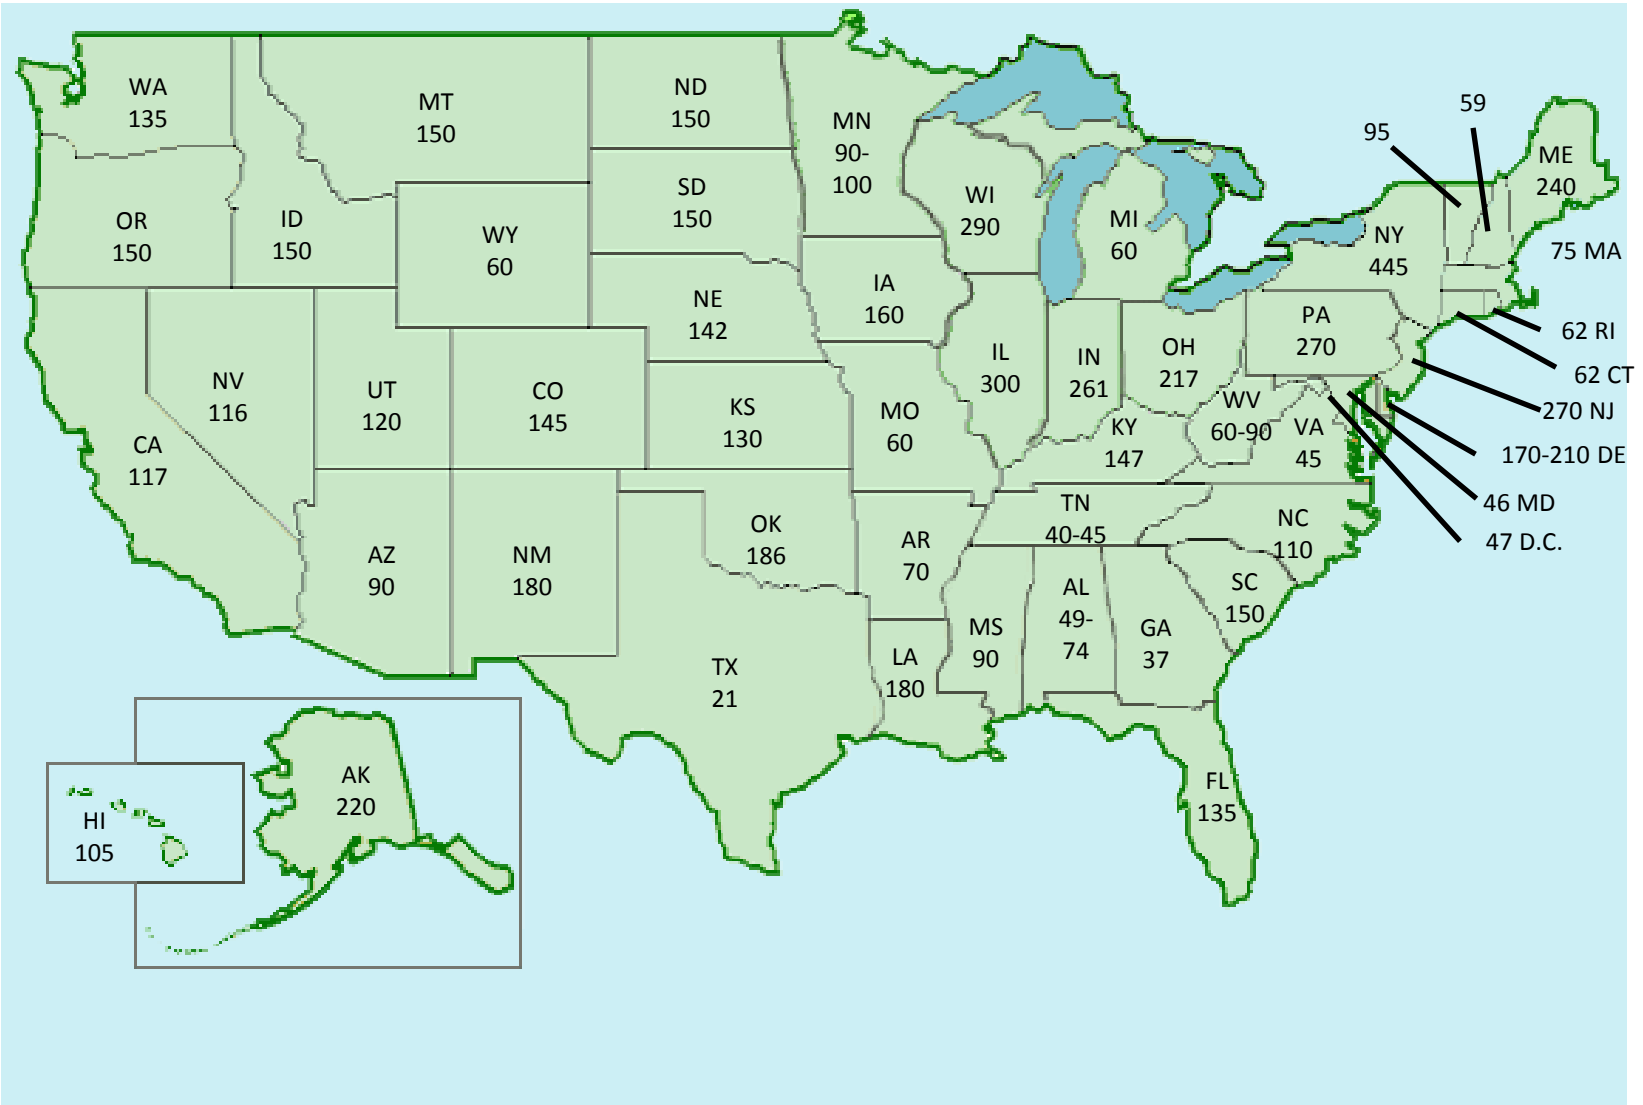 WA
135
MT
150
ND
150
MN
90-
100
59
95
ME
240
OR
150
ID
150
WY
60
SD
150
WI
290
MI
60
NY
445
75 MA
NE
142
IA
160
PA
270
62 RI
62 CT
NV
116
UT
120
CO
145
KS
130
MO
60
IL
300
IN
261
OH
217
WV
60-90
VA
45
270 NJ
170-210 DE
46 MD
47 D.C.
CA
117
KY
147
AZ
90
NM
180
OK
186
AR
70
TN
40-45
NC
110
SC
150
TX
21
LA
180
MS
90
AL
49-
74
GA
37
FL
135
AK
220
HI
105